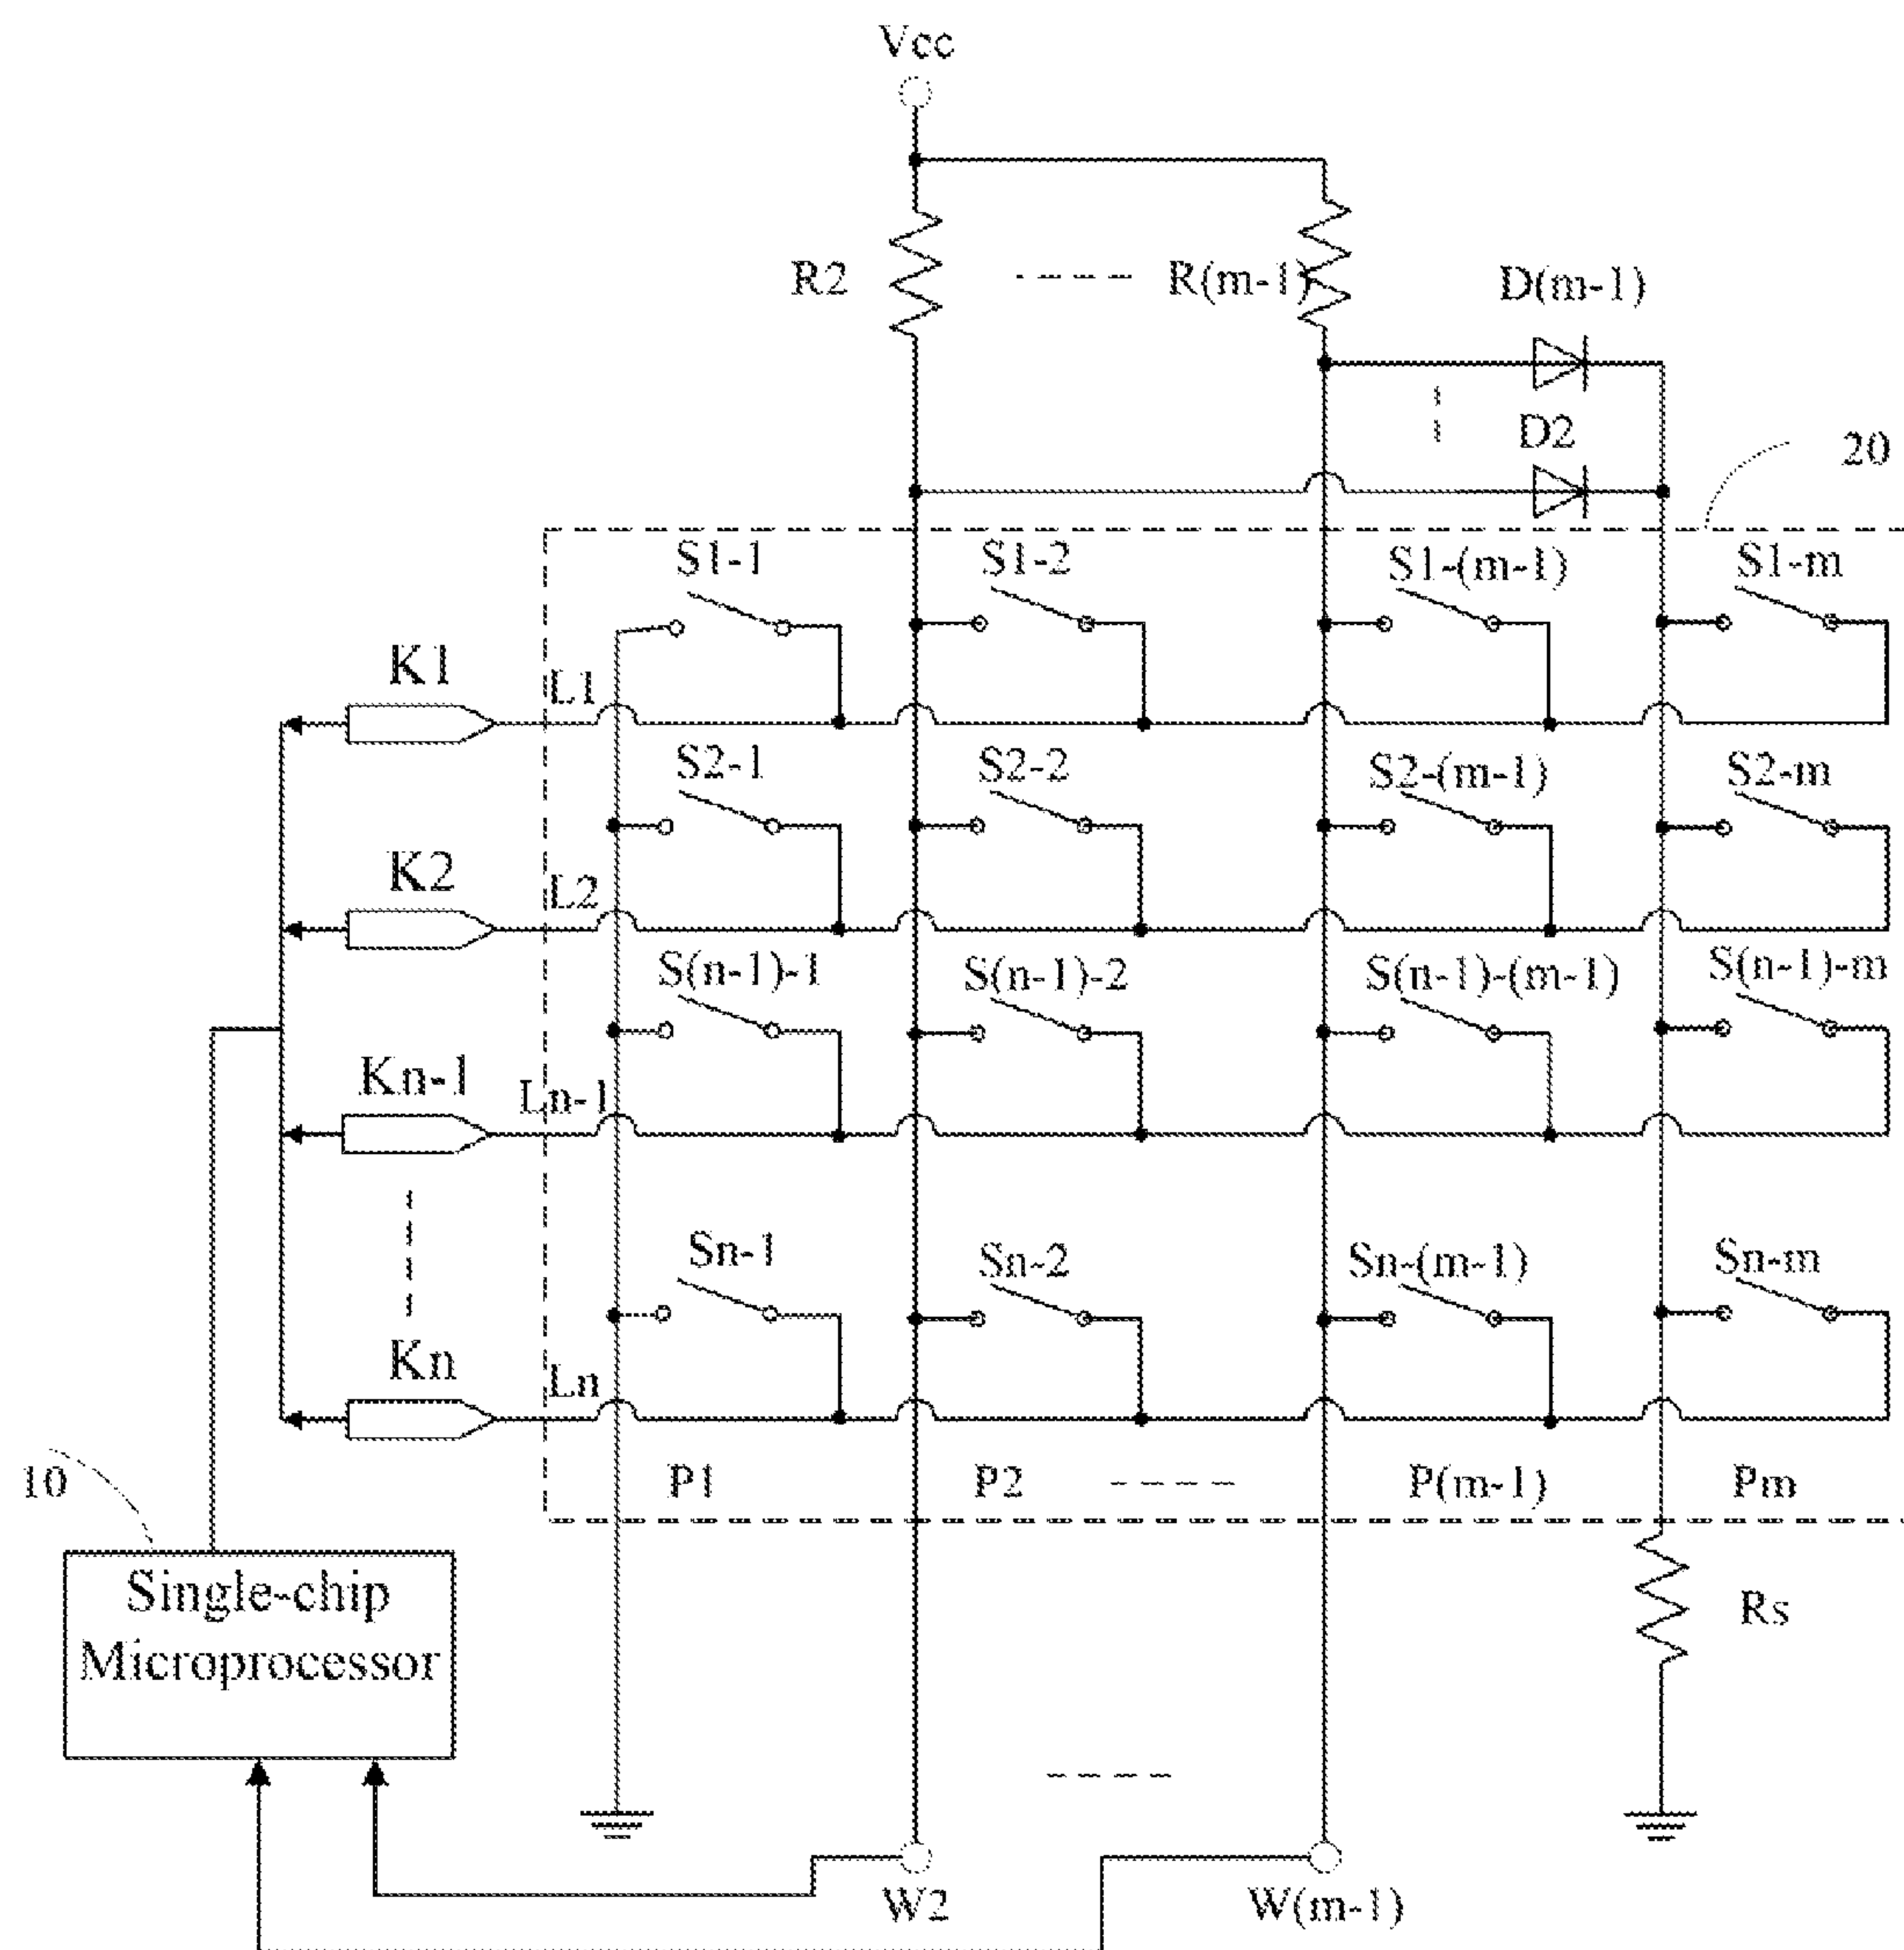 Vcc
R2
R(m-1)
D(m-1)
D2
20
S1-1
S1-2
S1-(m-1)
S1-m
K1
L1
S2-1
S2-2
S2-(m-1)
S2-m
K2
L2
S(n-1)-1
S(n-1)-2
S(n-1)-(m-1)
S(n-1)-m
Kn-1
Ln-1
Sn-1
Sn-2
Sn-(m-1)
Sn-m
Kn
Ln
10
P1
P2
P(m-1)
Pm
Single-chip
Microprocessor
Rs
W2
W(m-1)